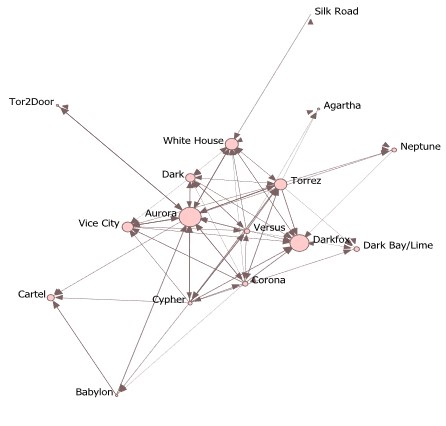 Silk Road
Tor2Door
Agartha
White House
Neptune
Dark
Torrez
Aurora
Vice City
Versus
Darkfox
Dark Bay/Lime
Corona
Cartel
Cypher
Babylon